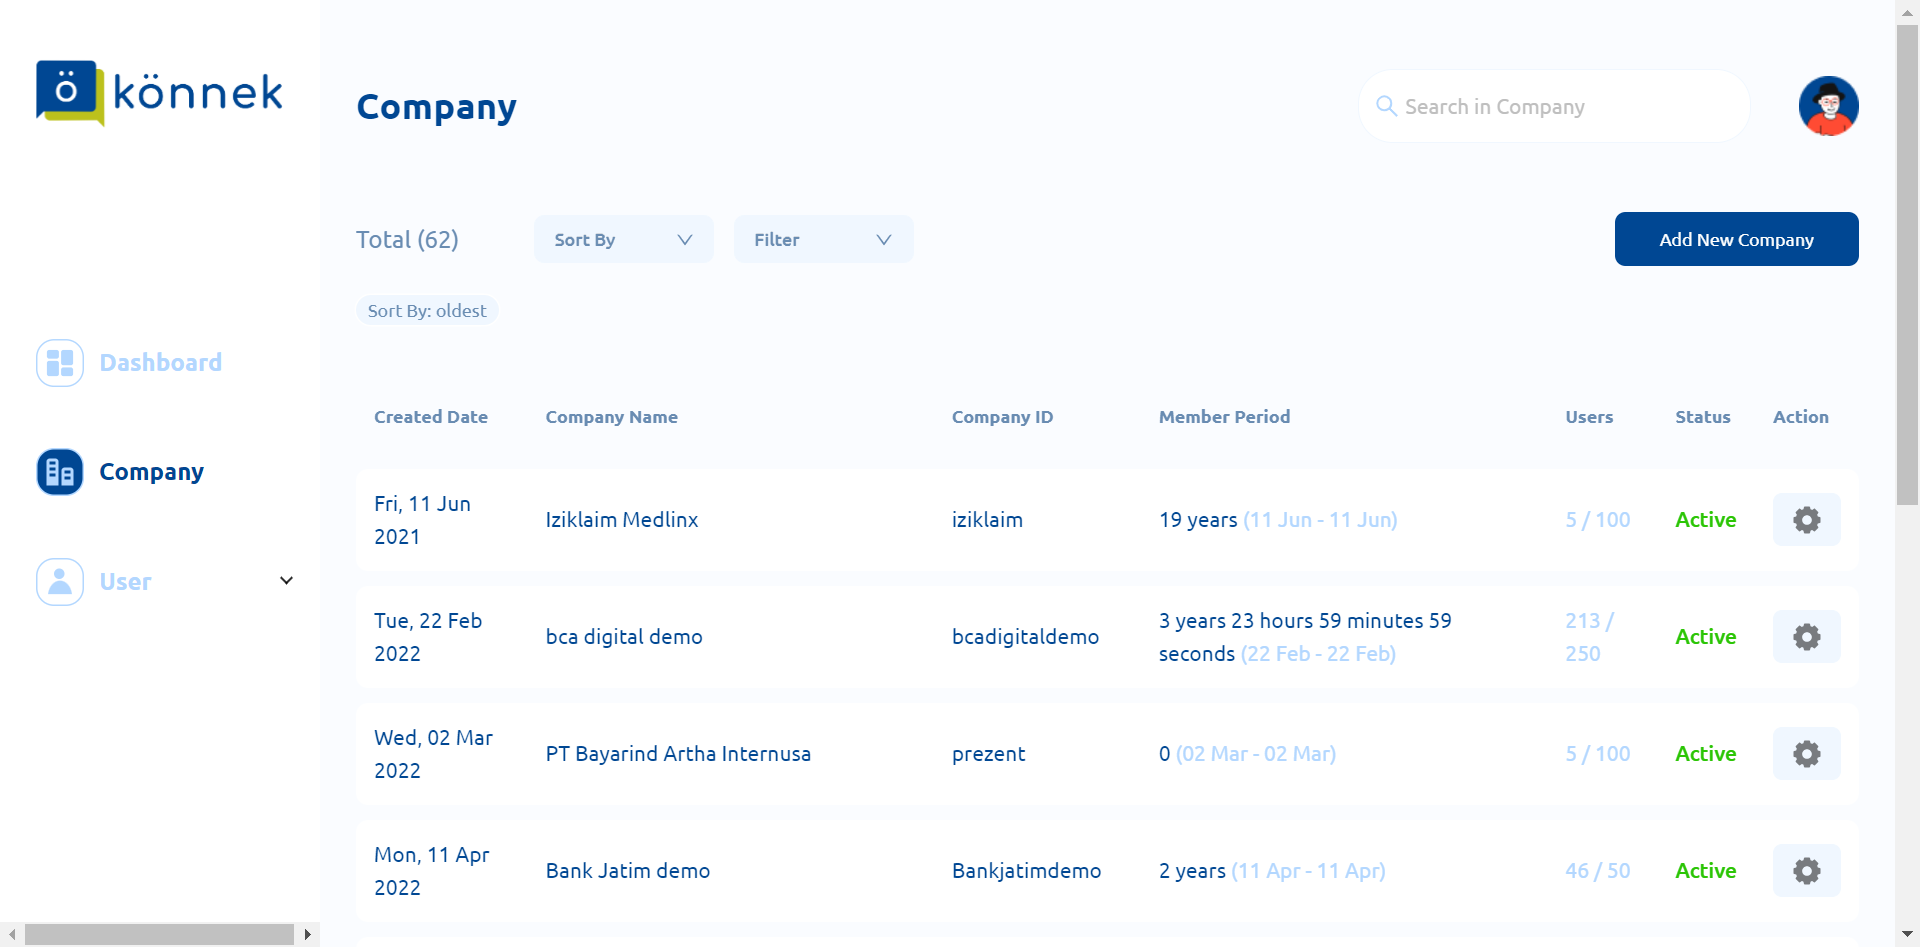 ö könnek
Company
Search in Company
Total (62)
Sort By
Filter
Add New Company
Sort By: oldest
Dashboard
Company
User
Created Date Company Name Company ID Member Period Users Status Action
Fri, 11 Jun
2021
Iziklaim Medlinx
iziklaim
19 years (11 Jun - 11 Jun)
5 / 100
Active
Tue, 22 Feb
2022
bca digital demo
bcadigitaldemo
3 years 23 hours 59 minutes 59
seconds (22 Feb - 22 Feb)
213 /
250
Active
Wed, 02 Mar
2022
PT Bayarind Artha Internusa
prezent
0 (02 Mar - 02 Mar)
5 / 100
Active
Mon, 11 Apr
2022
Bank Jatim demo
Bankjatimdemo
2 years (11 Apr - 11 Apr)
46 / 50
Active